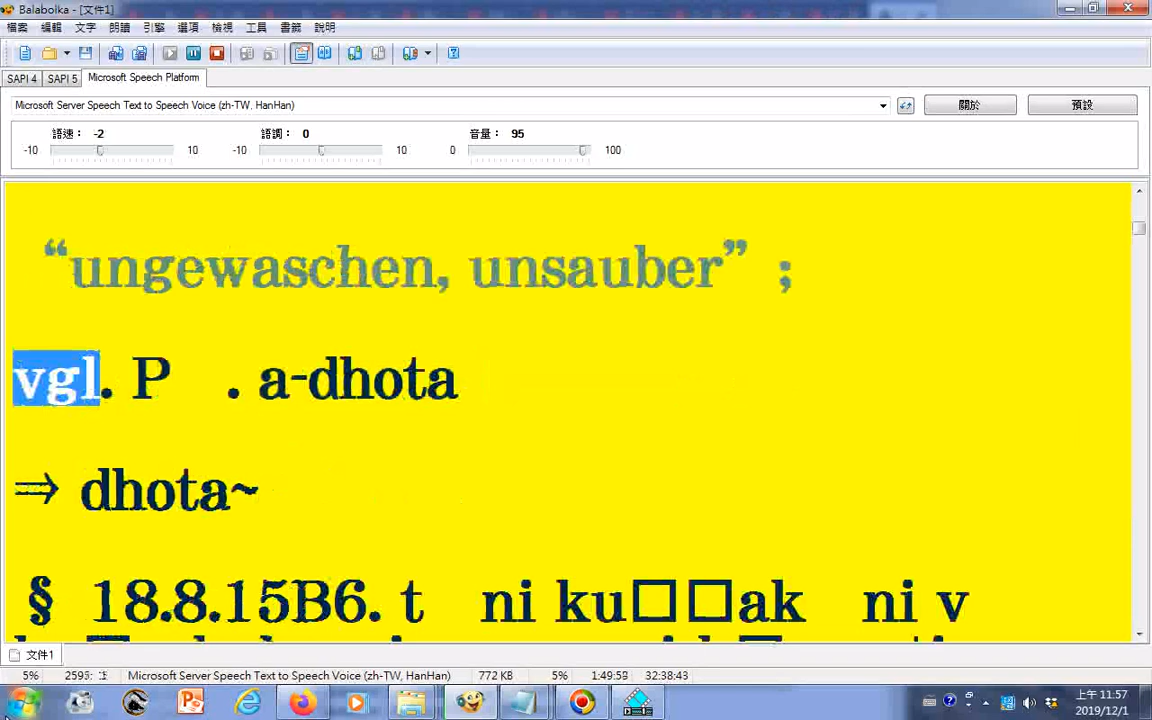 Balabolka - [文件1]
檔案 編輯 文字 朗讀 引擎 選項 檢視 工具 書籤 說明
SAPI 4 SAPI 5 Microsoft Speech Platform
Microsoft Server Speech Text to Speech Voice (zh-TW, HanHan)
關於 預設
語速： -2 語調： 0 音量： 95
-10 10 -10 10 0 100
“ungewaschen, unsauber” ;
vgl. P . a-dhota
⇒ dhota~
§ 18.8.15B6. t ni ku□□ak ni v
文件1
5% 2595: 1 Microsoft Server Speech Text to Speech Voice (zh-TW, HanHan) 772 KB 5% 1:49:58 32:38:43
上午 11:57
2019/12/1